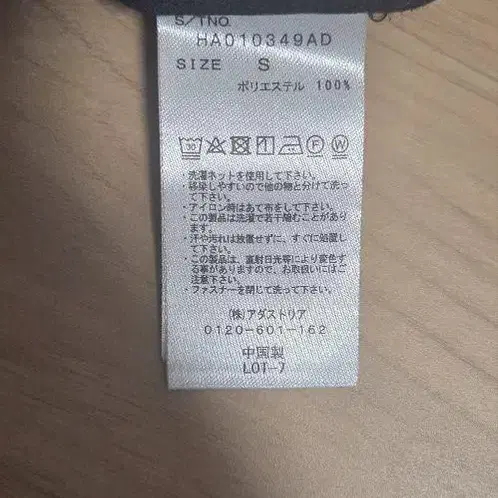 S/TNO.
HA010349AD
SIZE S
ポリエステル 100%
・洗濯ネットを使用して下さい。
・移染しやすいので他の物と分けて洗っ
て下さい。
・アイロン時はあて布をして下さい。
・この製品は洗濯で若干縮むことがあり
ます。
・汗や汚れは放置せずに、すぐに処置し
て下さい。
・この製品は、直射日光等により変色す
る事がありますので、お取扱いにはご
注意下さい。
・ファスナーを閉じて洗って下さい。
(株)アダストリア
0120-601-162
中国製
LOT-7